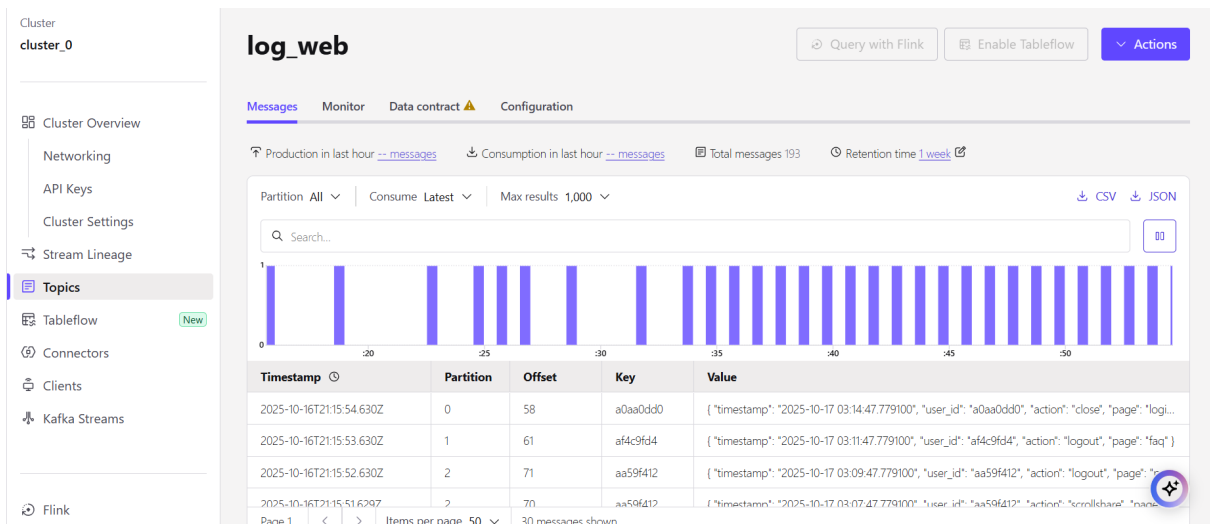 Cluster
cluster_0
Cluster Overview
Networking
API Keys
Cluster Settings
Stream Lineage
Topics
Tableflow New
Connectors
Clients
Kafka Streams
Flink
log_web
Query with Flink Enable Tableflow Actions
Messages Monitor Data contract Configuration
Production in last hour -- messages Consumption in last hour -- messages Total messages 193 Retention time 1 week
Partition All Consume Latest Max results 1,000 CSV JSON
Search...
1
0
:20 :25 :30 :35 :40 :45 :50
Timestamp Partition Offset Key Value
2025-10-16T21:15:54.630Z 0 58 a0aa0dd0 { "timestamp": "2025-10-17 03:14:47.779100", "user_id": "a0aa0dd0", "action": "close", "page": "logi...
2025-10-16T21:15:53.630Z 1 61 af4c9fd4 { "timestamp": "2025-10-17 03:11:47.779100", "user_id": "af4c9fd4", "action": "logout", "page": "faq" }
2025-10-16T21:15:52.630Z 2 71 aa59f412 { "timestamp": "2025-10-17 03:09:47.779100", "user_id": "aa59f412", "action": "logout", "page":
2025-10-16T21:15:51.629Z 2 70 aa59f412 { "timestamp": "2025-10-17 03:07:47.779100", "user_id": "aa59f412", "action": "scrollshare", "page
Page 1 Items per page 50 30 messages shown